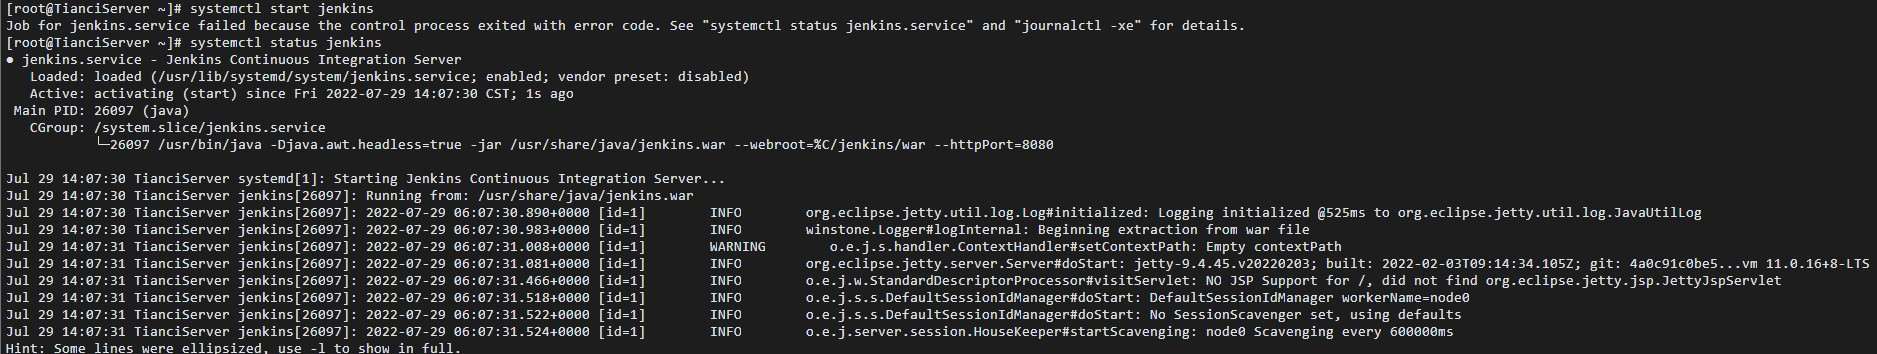 [root@TianciServer ~]# systemctl start jenkins
Job for jenkins.service failed because the control process exited with error code. See "systemctl status jenkins.service" and "journalctl -xe" for details.
[root@TianciServer ~]# systemctl status jenkins
● jenkins.service - Jenkins Continuous Integration Server
   Loaded: loaded (/usr/lib/systemd/system/jenkins.service; enabled; vendor preset: disabled)
   Active: activating (start) since Fri 2022-07-29 14:07:30 CST; 1s ago
 Main PID: 26097 (java)
   CGroup: /system.slice/jenkins.service
           └─26097 /usr/bin/java -Djava.awt.headless=true -jar /usr/share/java/jenkins.war --webroot=%C/jenkins/war --httpPort=8080
Jul 29 14:07:30 TianciServer systemd[1]: Starting Jenkins Continuous Integration Server...
Jul 29 14:07:30 TianciServer jenkins[26097]: Running from: /usr/share/java/jenkins.war
Jul 29 14:07:30 TianciServer jenkins[26097]: 2022-07-29 06:07:30.890+0000 [id=1]        INFO        org.eclipse.jetty.util.log.Log#initialized: Logging initialized @525ms to org.eclipse.jetty.util.log.JavaUtilLog
Jul 29 14:07:30 TianciServer jenkins[26097]: 2022-07-29 06:07:30.983+0000 [id=1]        INFO        winstone.Logger#logInternal: Beginning extraction from war file
Jul 29 14:07:31 TianciServer jenkins[26097]: 2022-07-29 06:07:31.008+0000 [id=1]        WARNING        o.e.j.s.handler.ContextHandler#setContextPath: Empty contextPath
Jul 29 14:07:31 TianciServer jenkins[26097]: 2022-07-29 06:07:31.081+0000 [id=1]        INFO        org.eclipse.jetty.server.Server#doStart: jetty-9.4.45.v20220203; built: 2022-02-03T09:14:34.105Z; git: 4a0c91c0be5...vm 11.0.16+8-LTS
Jul 29 14:07:31 TianciServer jenkins[26097]: 2022-07-29 06:07:31.466+0000 [id=1]        INFO        o.e.j.w.StandardDescriptorProcessor#visitServlet: NO JSP Support for /, did not find org.eclipse.jetty.jsp.JettyJspServlet
Jul 29 14:07:31 TianciServer jenkins[26097]: 2022-07-29 06:07:31.518+0000 [id=1]        INFO        o.e.j.s.s.DefaultSessionIdManager#doStart: DefaultSessionIdManager workerName=node0
Jul 29 14:07:31 TianciServer jenkins[26097]: 2022-07-29 06:07:31.522+0000 [id=1]        INFO        o.e.j.s.s.DefaultSessionIdManager#doStart: No SessionScavenger set, using defaults
Jul 29 14:07:31 TianciServer jenkins[26097]: 2022-07-29 06:07:31.524+0000 [id=1]        INFO        o.e.j.server.session.HouseKeeper#startScavenging: node0 Scavenging every 600000ms
Hint: Some lines were ellipsized, use -l to show in full.